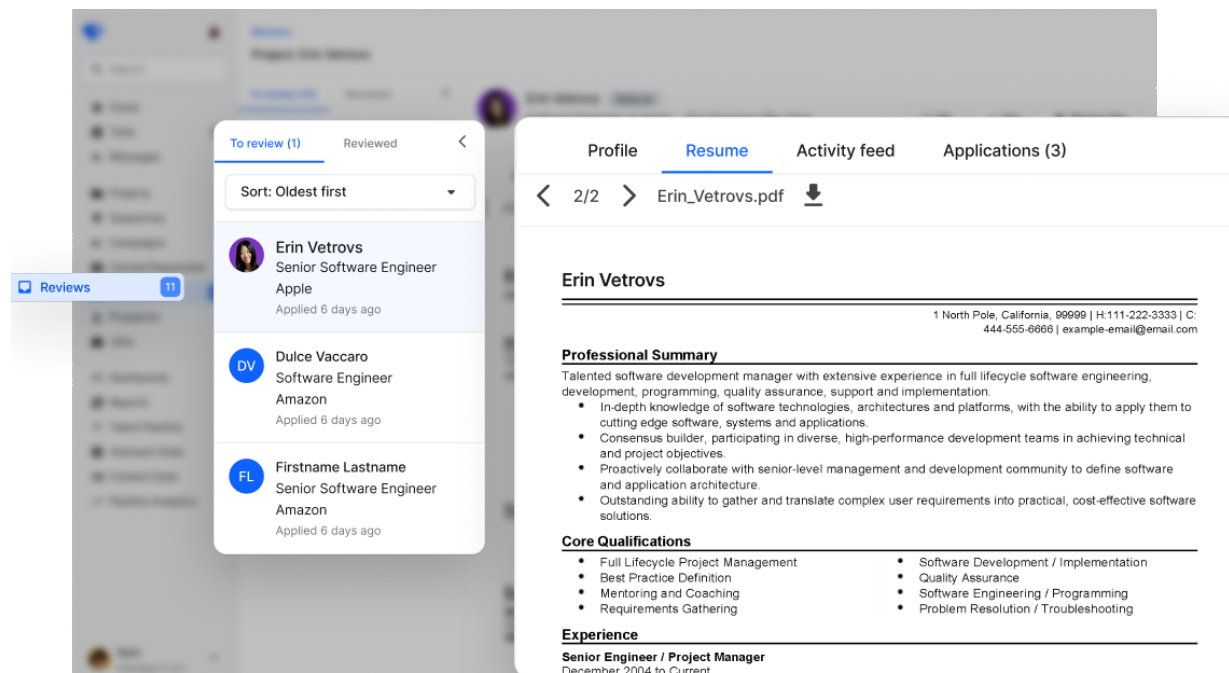 Reviews
11
To review (1)
Reviewed
Sort: Oldest first
Erin Vetrovs
Senior Software Engineer
Apple
Applied 6 days ago
DV
Dulce Vaccaro
Software Engineer
Amazon
Applied 6 days ago
FL
Firstname Lastname
Senior Software Engineer
Amazon
Applied 6 days ago
Profile
Resume
Activity feed
Applications (3)
2/2
Erin_Vetrovs.pdf
Erin Vetrovs
1 North Pole, California, 99999 | H:111-222-3333 | C:
444-555-6666 | example-email@email.com
Professional Summary
Talented software development manager with extensive experience in full lifecycle software engineering,
development, programming, quality assurance, support and implementation.
• In-depth knowledge of software technologies, architectures and platforms, with the ability to apply them to
cutting edge software, systems and applications.
• Consensus builder, participating in diverse, high-performance development teams in achieving technical
and project objectives.
• Proactively collaborate with senior-level management and development community to define software
and application architecture.
• Outstanding ability to gather and translate complex user requirements into practical, cost-effective software
solutions.
Core Qualifications
• Full Lifecycle Project Management
• Best Practice Definition
• Mentoring and Coaching
• Requirements Gathering
• Software Development / Implementation
• Quality Assurance
• Software Engineering / Programming
• Problem Resolution / Troubleshooting
Experience
Senior Engineer / Project Manager
December 2004 to Current